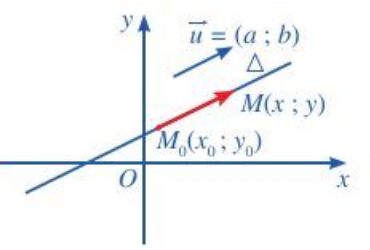 y
u⃗ = (a ; b)
Δ
M(x ; y)
M₀(x₀ ; y₀)
O
x